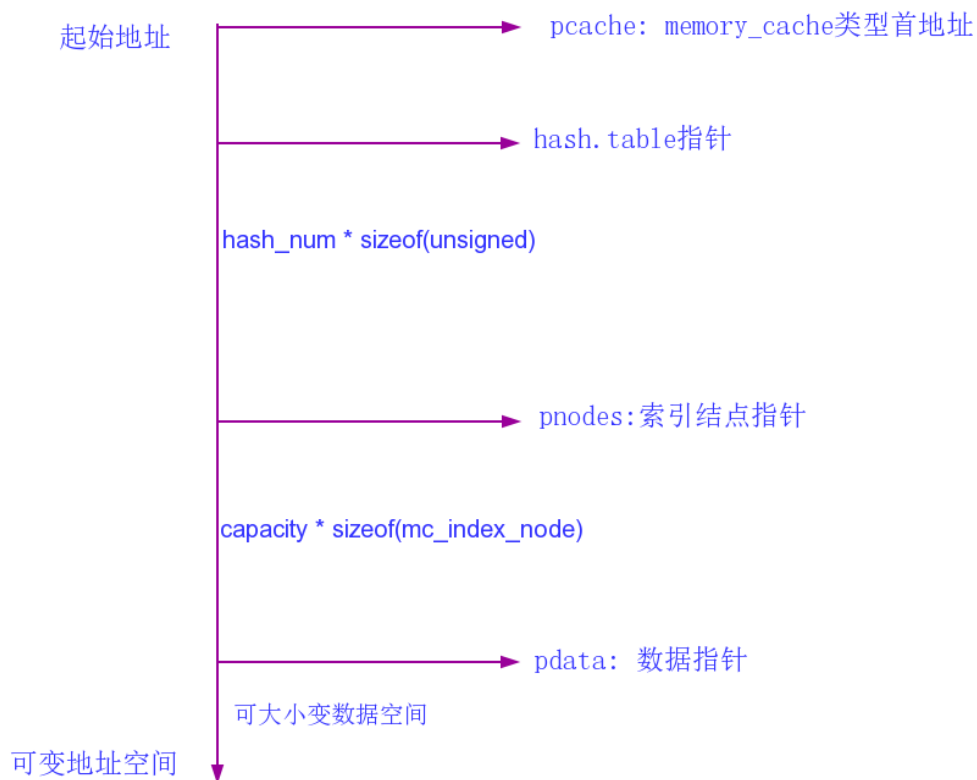 起始地址
pcache: memory_cache类型首地址
hash.table指针
hash_num * sizeof(unsigned)
pnodes:索引结点指针
capacity * sizeof(mc_index_node)
pdata: 数据指针
可大小变数据空间
可变地址空间